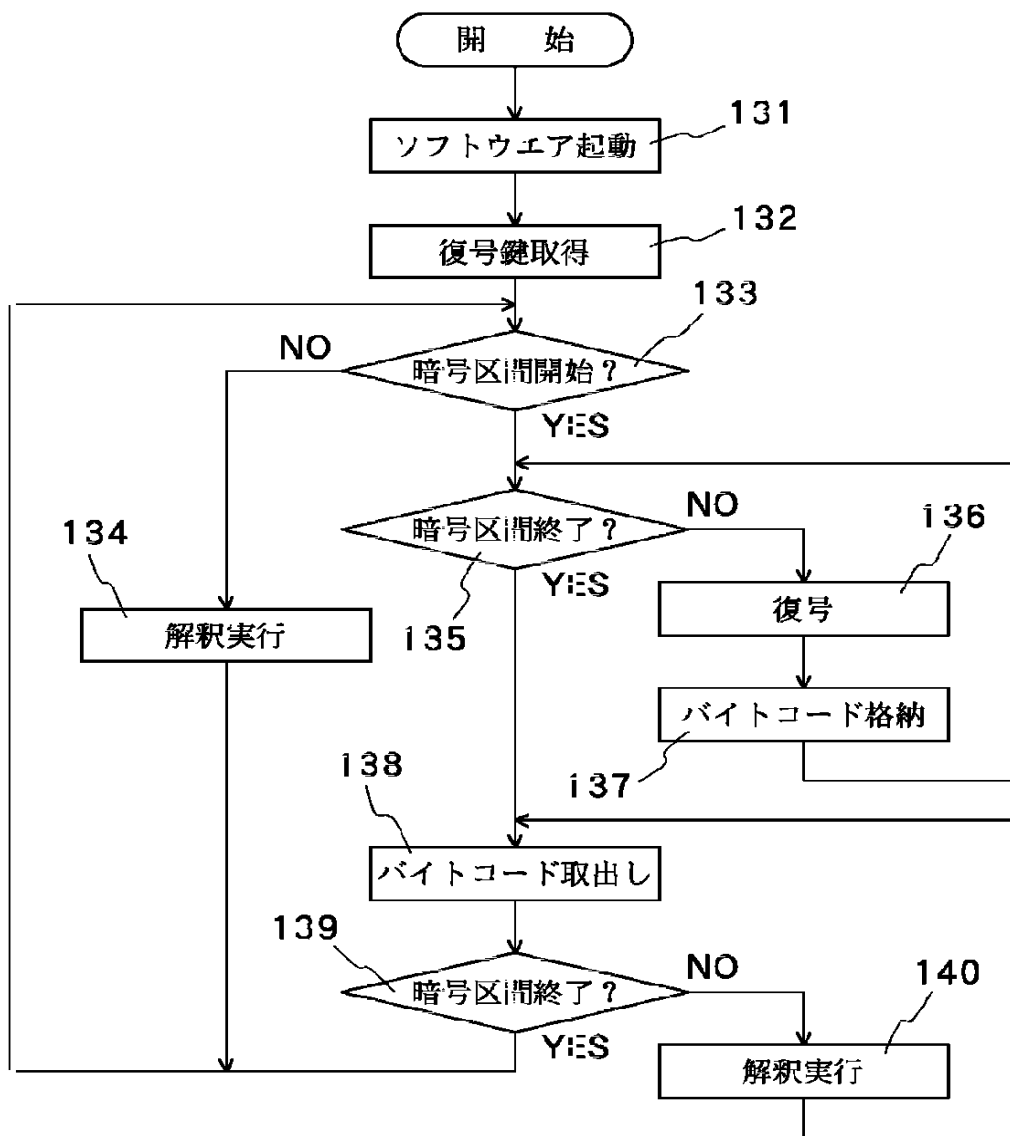 開 始
131
ソフトウエア起動
132
復号鍵取得
133
NO
暗号区間開始?
YES
134
暗号区間終了?
NO
136
YES
135
復号
解釈実行
バイトコード格納
137
138
バイトコード取出し
139
暗号区間終了?
NO
140
YES
解釈実行